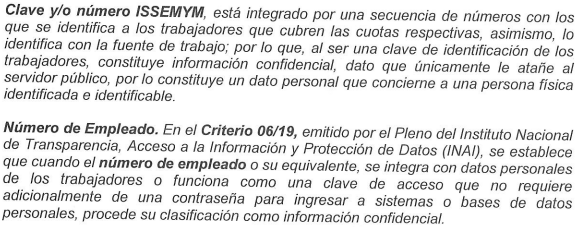 Clave y/o número ISSEMYM, está integrado por una secuencia de números con los
que se identifica a los trabajadores que cubren las cuotas respectivas, asimismo, lo
identifica con la fuente de trabajo; por lo que, al ser una clave de identificación de los
trabajadores, constituye información confidencial, dato que únicamente le atañe al
servidor público, por lo constituye un dato personal que concierne a una persona física
identificada e identificable.
Número de Empleado. En el Criterio 06/19, emitido por el Pleno del Instituto Nacional
de Transparencia, Acceso a la Información y Protección de Datos (INAI), se establece
que cuando el número de empleado o su equivalente, se integra con datos personales
de los trabajadores o funciona como una clave de acceso que no requiere
adicionalmente de una contraseña para ingresar a sistemas o bases de datos
personales, procede su clasificación como información confidencial.